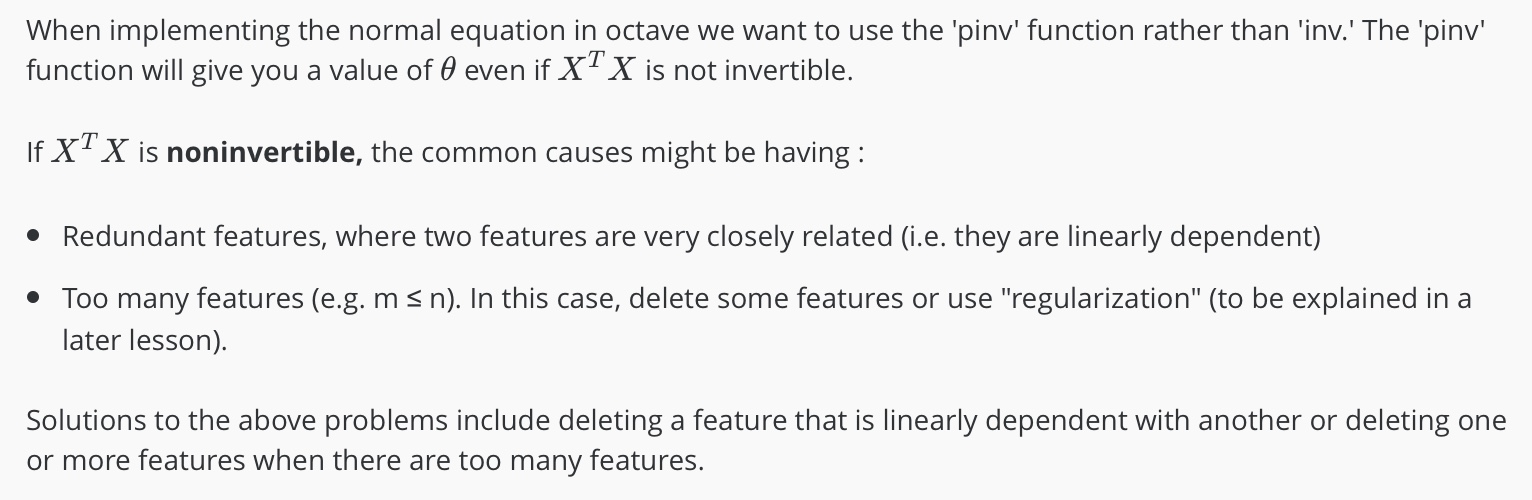 When implementing the normal equation in octave we want to use the 'pinv' function rather than 'inv.' The 'pinv'
function will give you a value of θ even if X^T X is not invertible.
If X^T X is noninvertible, the common causes might be having :
● Redundant features, where two features are very closely related (i.e. they are linearly dependent)
● Too many features (e.g. m ≤ n). In this case, delete some features or use "regularization" (to be explained in a
later lesson).
Solutions to the above problems include deleting a feature that is linearly dependent with another or deleting one
or more features when there are too many features.